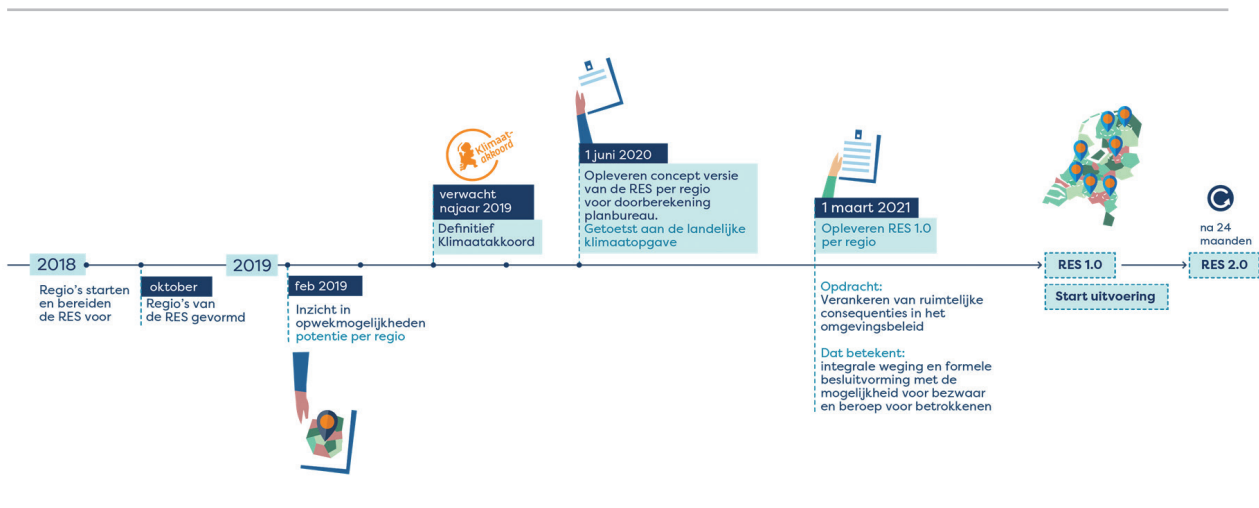 2018
Regio's starten
en bereiden
de RES voor
oktober
Regio's van
de RES gevormd
2019
feb 2019
Inzicht in
opwekmogelijkheden
potentie per regio
Klimaat-
akkoord
verwacht
najaar 2019
Definitief
Klimaatakkoord
1 juni 2020
Opleveren concept versie
van de RES per regio
voor doorberekening
planbureau.
Getoetst aan de landelijke
klimaatopgave
1 maart 2021
Opleveren RES 1.0
per regio
Opdracht:
Verankeren van ruimtelijke
consequenties in het
omgevingsbeleid
Dat betekent:
integrale weging en formele
besluitvorming met de
mogelijkheid voor bezwaar
en beroep voor betrokkenen
RES 1.0
Start uitvoering
na 24
maanden
RES 2.0